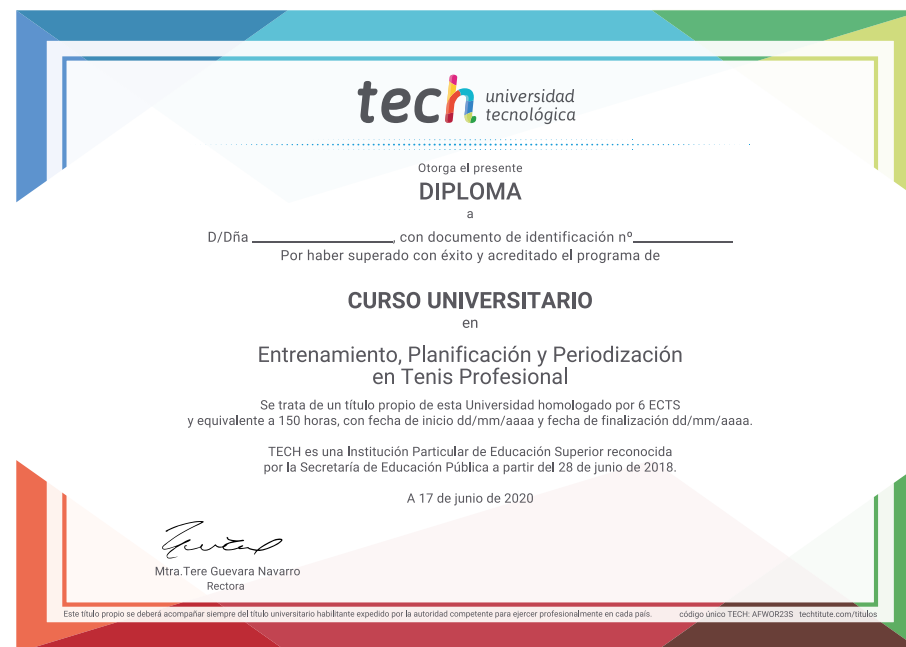 tech universidad
tecnológica
Otorga el presente
DIPLOMA
a
D/Dña , con documento de identificación nº
Por haber superado con éxito y acreditado el programa de
CURSO UNIVERSITARIO
en
Entrenamiento, Planificación y Periodización
en Tenis Profesional
Se trata de un título propio de esta Universidad homologado por 6 ECTS
y equivalente a 150 horas, con fecha de inicio dd/mm/aaaa y fecha de finalización dd/mm/aaaa.
TECH es una Institución Particular de Educación Superior reconocida
por la Secretaría de Educación Pública a partir del 28 de junio de 2018.
A 17 de junio de 2020
Mtra.Tere Guevara Navarro
Rectora
Este título propio se deberá acompañar siempre del título universitario habilitante expedido por la autoridad competente para ejercer profesionalmente en cada país. código único TECH: AFWOR23S techtitute.com/titulos